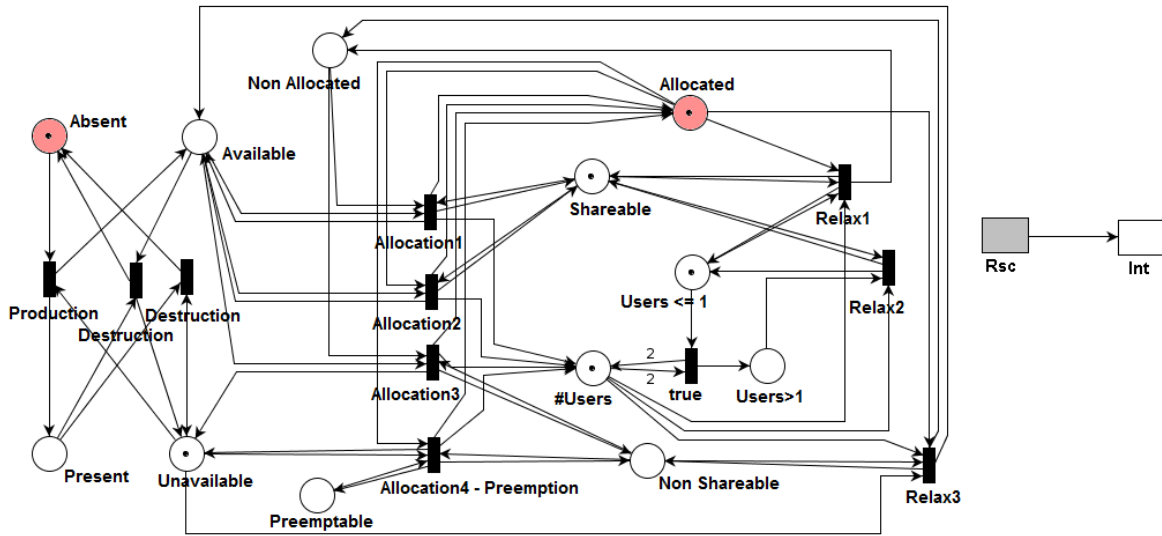 Non Allocated
Allocated
Absent
Available
Shareable
Allocation1
Relax1
Rsc
Int
Production
Destruction
Destruction
Allocation2
Users <= 1
Relax2
Allocation3
2
2
#Users
true
Users>1
Present
Unavailable
Allocation4 - Preemption
Non Shareable
Relax3
Preemptable